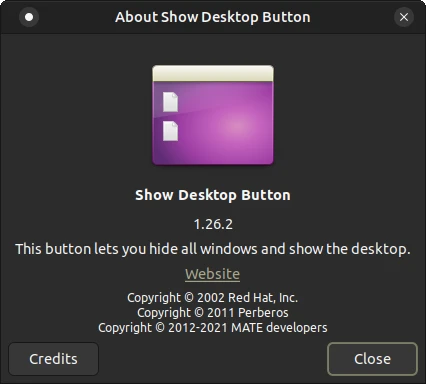 About Show Desktop Button
Show Desktop Button
1.26.2
This button lets you hide all windows and show the desktop.
Website
Copyright © 2002 Red Hat, Inc.
Copyright © 2011 Perberos
Copyright © 2012-2021 MATE developers
Credits
Close